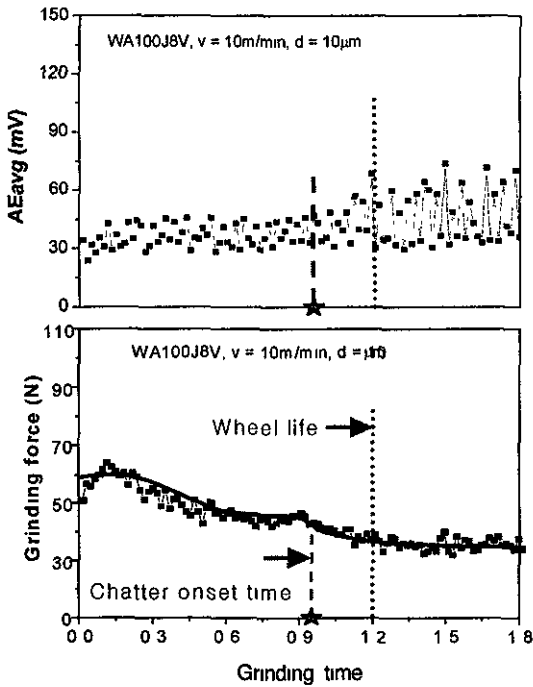 150
WA100J8V, v = 10m/min, d = 10μm
120
AEavg (mV)
90
60
30
0
110
WA100J8V, v = 10m/min, d =
90
Grinding force (N)
Wheel life
70
50
30
Chatter onset time
0
0 0 0 3 0 6 0 9 1 2 1 5 1 8
Grinding time